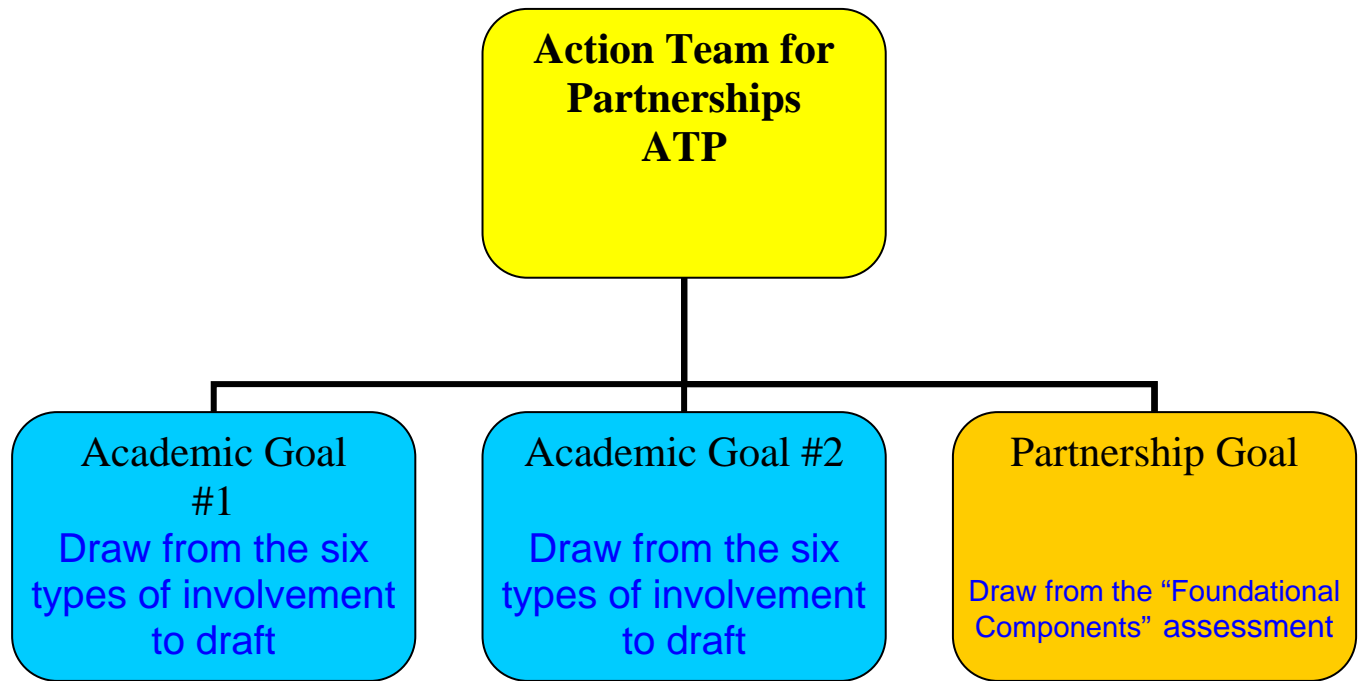 Action Team for
Partnerships
ATP
Academic Goal
#1
Draw from the six
types of involvement
to draft
Academic Goal #2
Draw from the six
types of involvement
to draft
Partnership Goal
Draw from the “Foundational
Components” assessment